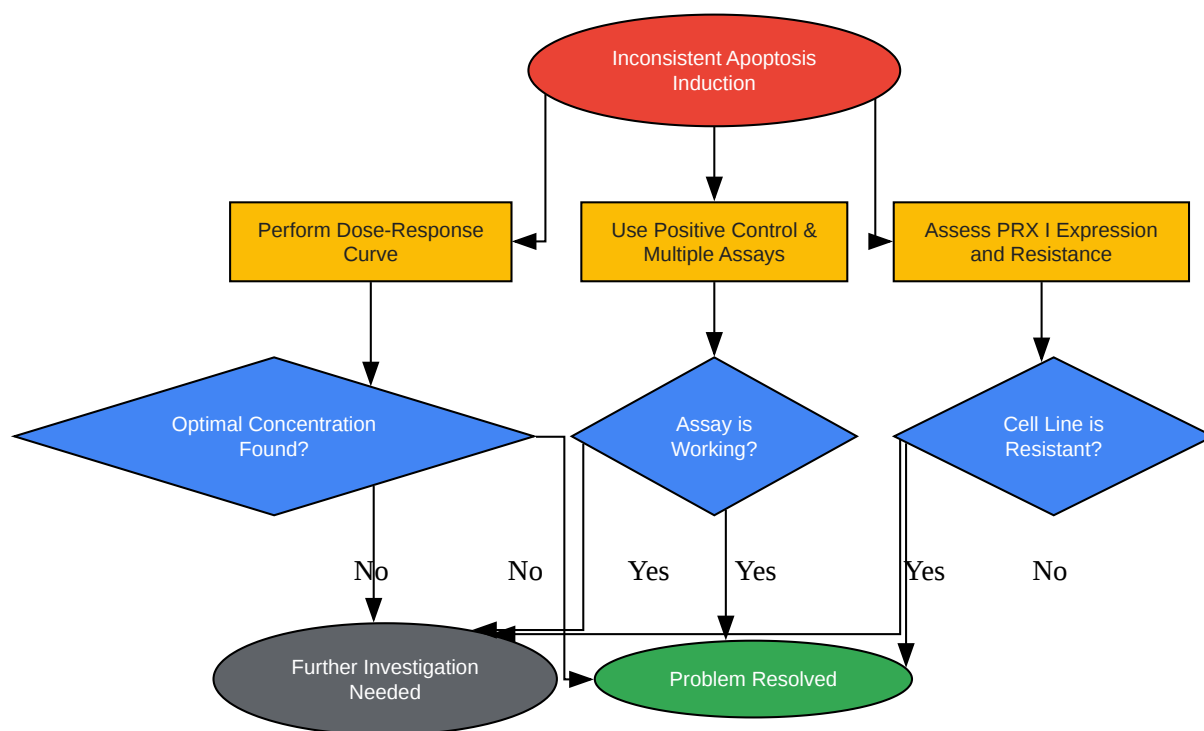 Inconsistent Apoptosis
Induction
Perform Dose-Response
Curve
Use Positive Control &
Multiple Assays
Assess PRX I Expression
and Resistance
Optimal Concentration
Found?
Assay is
Working?
Cell Line is
Resistant?
No
No
Yes
Yes
Yes
No
Further Investigation
Needed
Problem Resolved